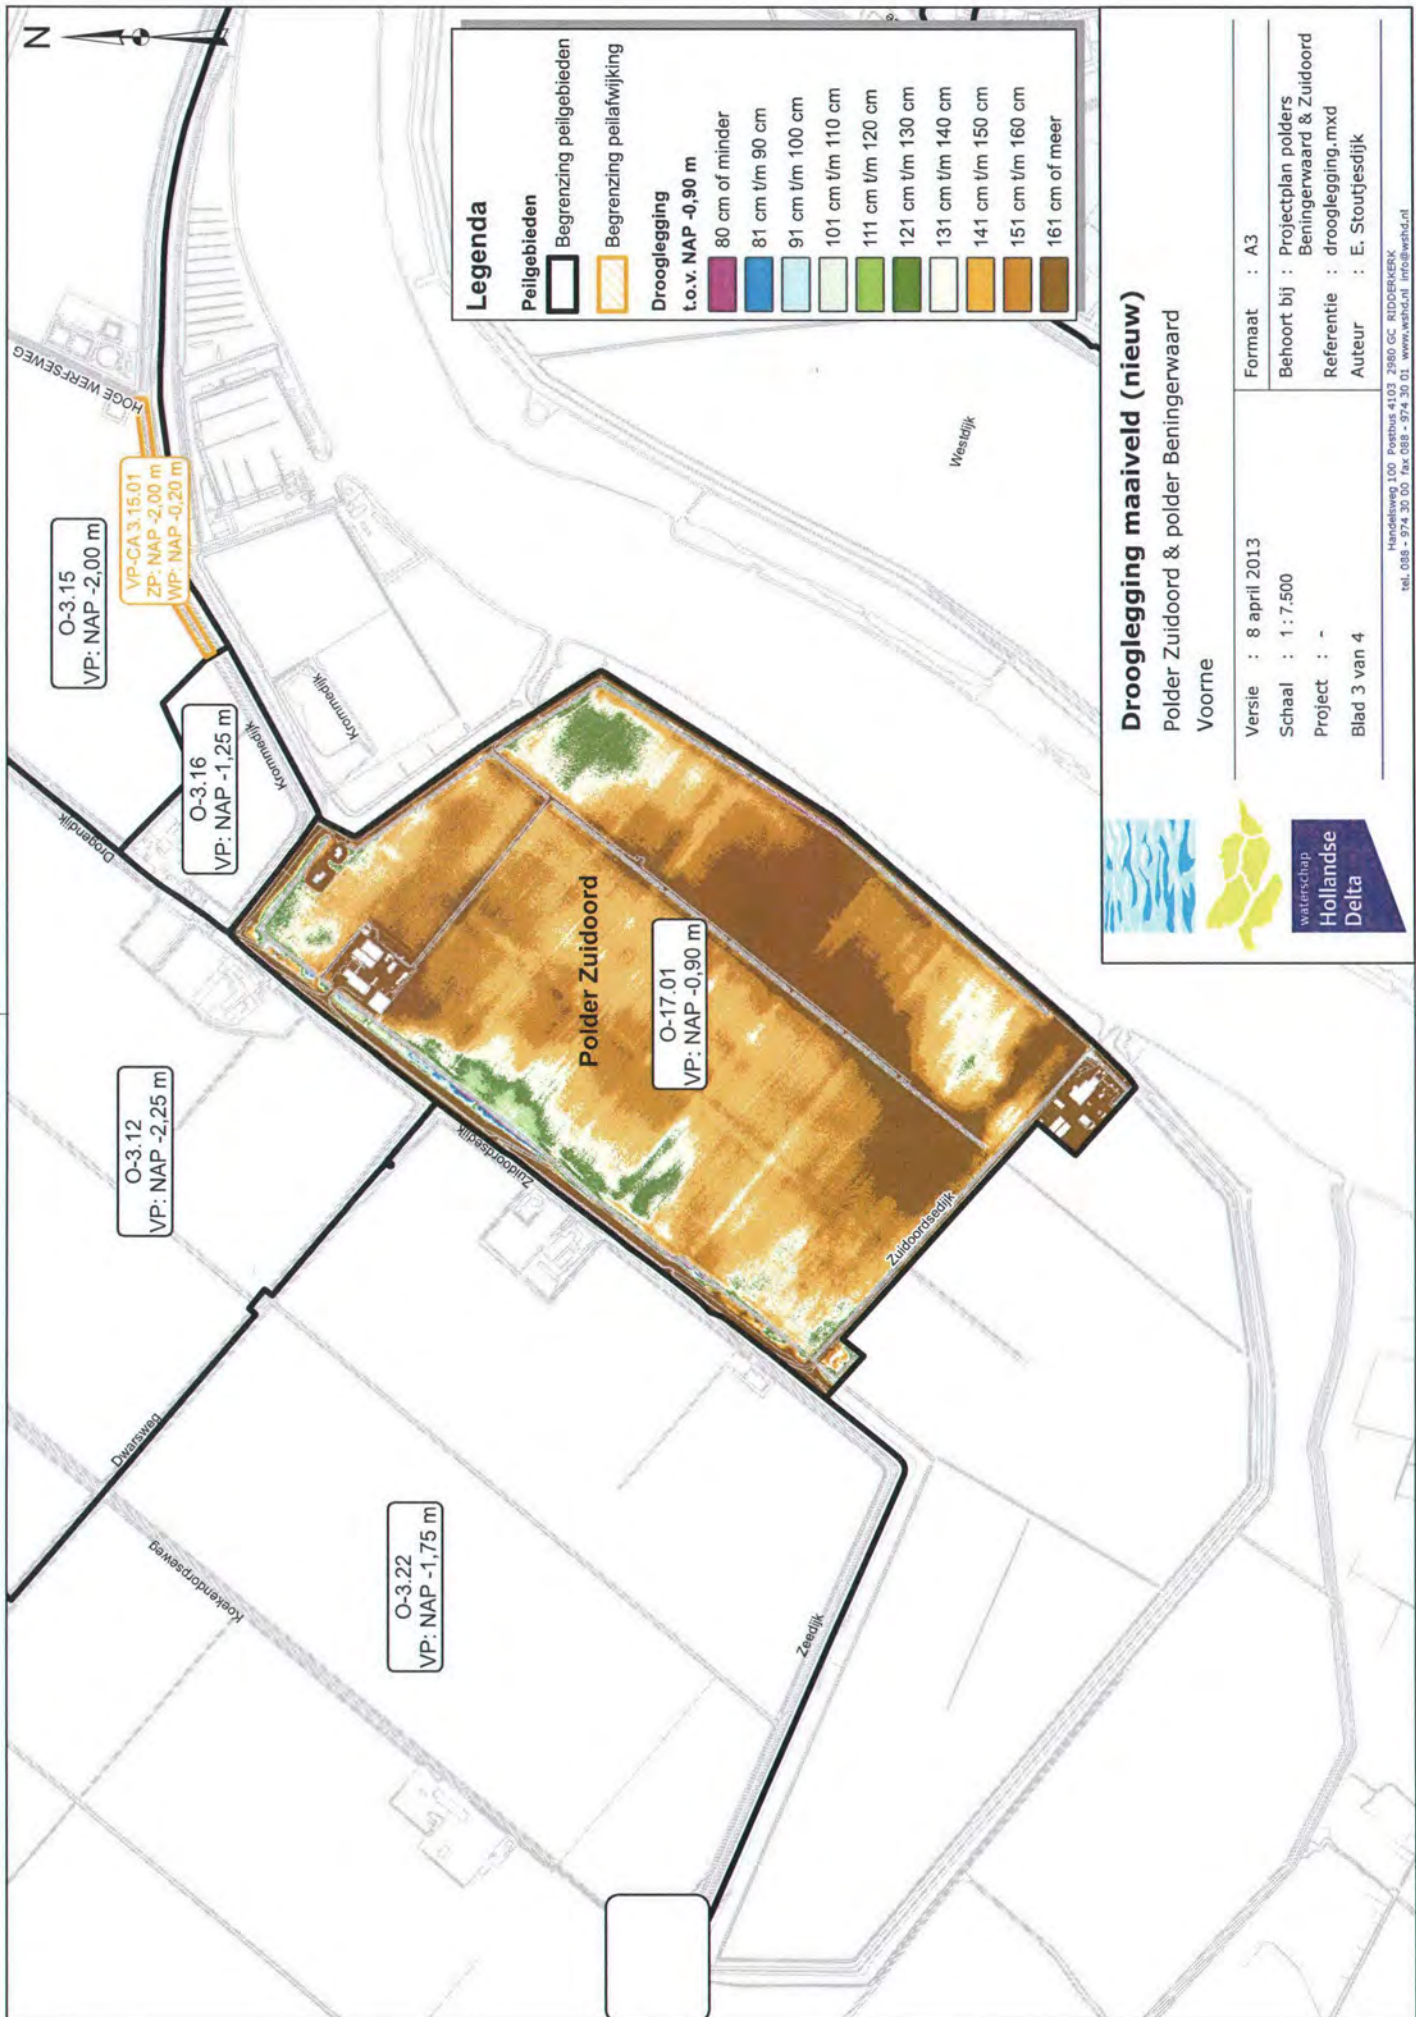 N
HOGE WERFSEWEG
O-3.15
VP: NAP -2,00 m
VP-CA 3.15.01
ZP: NAP -2,00 m
WP: NAP -0,20 m
O-3.16
VP: NAP -1,25 m
Drogendijk
Krommedijk
Krommedijk
O-3.12
VP: NAP -2,25 m
Zuidoordsedijk
Polder Zuidoord
O-17.01
VP: NAP -0,90 m
Zuidoordsedijk
Westdijk
Dwarsweg
Koekendorpseweg
O-3.22
VP: NAP -1,75 m
Zeedijk
Legenda
Peilgebieden
Begrenzing peilgebieden
Begrenzing peilafwijking
Drooglegging
t.o.v. NAP -0,90 m
80 cm of minder
81 cm t/m 90 cm
91 cm t/m 100 cm
101 cm t/m 110 cm
111 cm t/m 120 cm
121 cm t/m 130 cm
131 cm t/m 140 cm
141 cm t/m 150 cm
151 cm t/m 160 cm
161 cm of meer
Drooglegging maaiveld (nieuw)
Polder Zuidoord & polder Beningerwaard
Voorne
Versie : 8 april 2013
Schaal : 1 : 7.500
Project : -
Blad 3 van 4
Formaat : A3
Behoort bij : Projectplan polders
Beningerwaard & Zuidoord
Referentie : drooglegging.mxd
Auteur : E. Stoutjesdijk
waterschap
Hollandse
Delta
Handelsweg 100 Postbus 4103 2980 GC RIDDERKERK
tel. 088 - 974 30 00 fax 088 - 974 30 01 www.wshd.nl info@wshd.nl